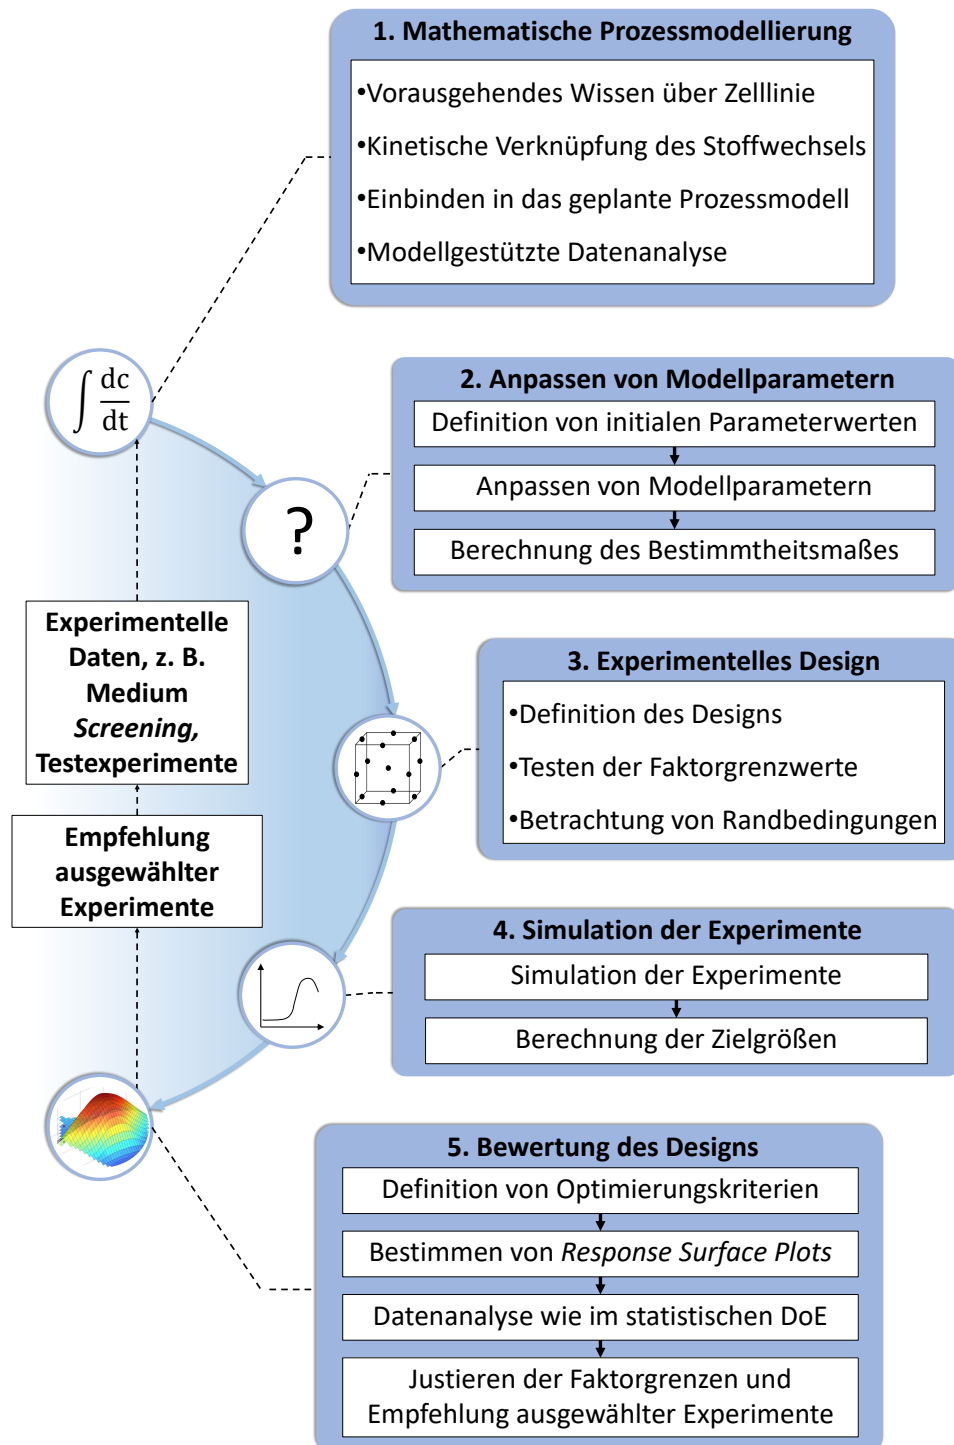 1. Mathematische Prozessmodellierung
•Vorausgehendes Wissen über Zelllinie
•Kinetische Verknüpfung des Stoffwechsels
•Einbinden in das geplante Prozessmodell
•Modellgestützte Datenanalyse
∫ dc
dt
2. Anpassen von Modellparametern
Definition von initialen Parameterwerten
Anpassen von Modellparametern
Berechnung des Bestimmtheitsmaßes
?
Experimentelle
Daten, z. B.
Medium
Screening,
Testexperimente
3. Experimentelles Design
•Definition des Designs
•Testen der Faktorgrenzwerte
•Betrachtung von Randbedingungen
Empfehlung
ausgewählter
Experimente
4. Simulation der Experimente
Simulation der Experimente
Berechnung der Zielgrößen
5. Bewertung des Designs
Definition von Optimierungskriterien
Bestimmen von Response Surface Plots
Datenanalyse wie im statistischen DoE
Justieren der Faktorgrenzen und
Empfehlung ausgewählter Experimente